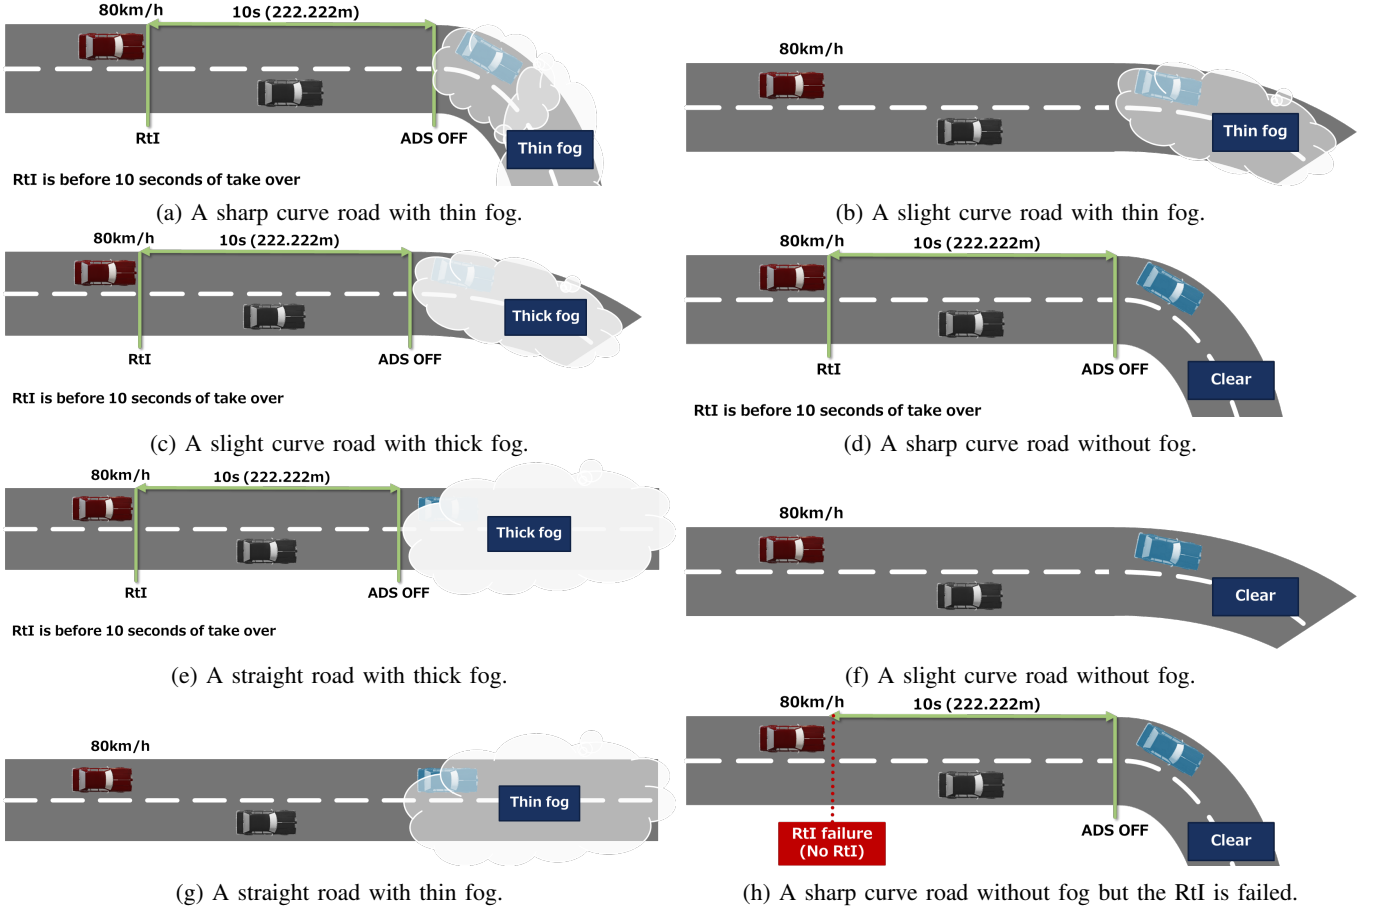 80km/h
10s (222.222m)
RtI
ADS OFF
Thin fog
RtI is before 10 seconds of take over
(a) A sharp curve road with thin fog.
80km/h
Thin fog
(b) A slight curve road with thin fog.
80km/h
10s (222.222m)
Thick fog
RtI
ADS OFF
RtI is before 10 seconds of take over
(c) A slight curve road with thick fog.
80km/h
10s (222.222m)
RtI
ADS OFF
Clear
RtI is before 10 seconds of take over
(d) A sharp curve road without fog.
80km/h
10s (222.222m)
Thick fog
RtI
ADS OFF
RtI is before 10 seconds of take over
(e) A straight road with thick fog.
80km/h
Clear
(f) A slight curve road without fog.
80km/h
Thin fog
(g) A straight road with thin fog.
80km/h
10s (222.222m)
RtI failure
(No RtI)
ADS OFF
Clear
(h) A sharp curve road without fog but the RtI is failed.